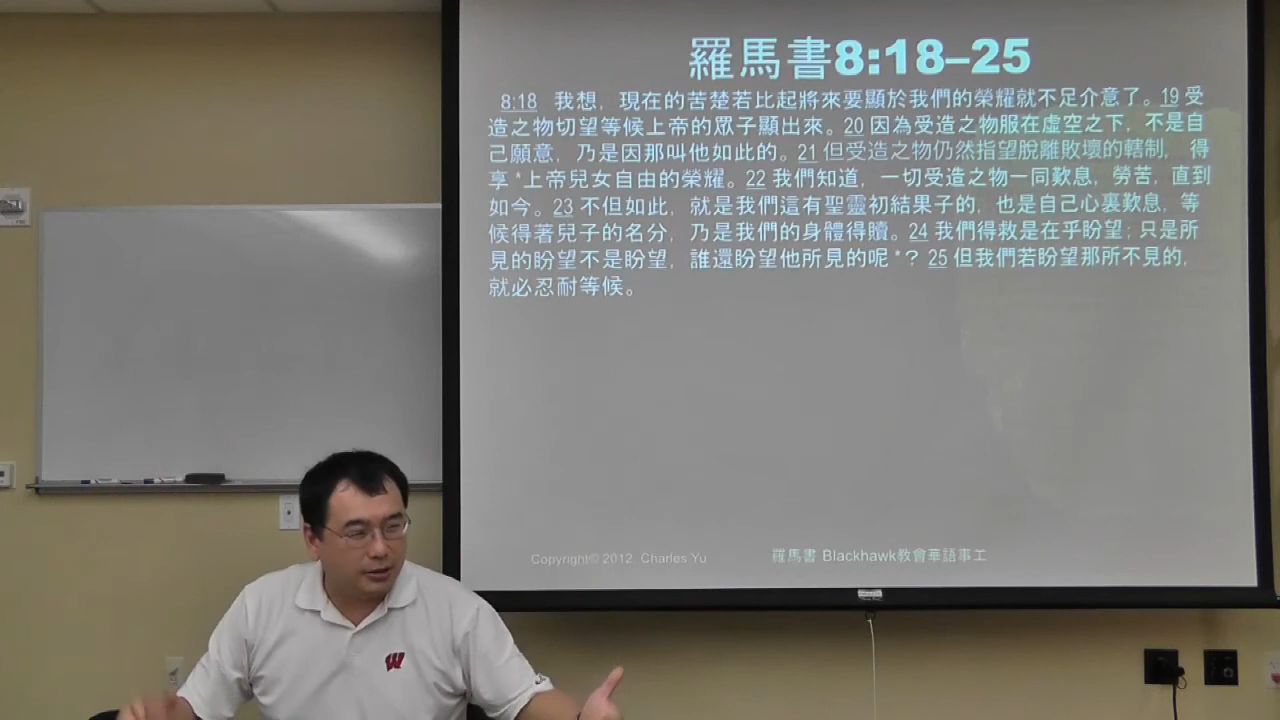 羅馬書8:18–25
8:18 我想，現在的苦楚若比起將來要顯於我們的榮耀就不足介意了。19 受
造之物切望等候上帝的眾子顯出來。20 因為受造之物服在虛空之下，不是自
己願意，乃是因那叫他如此的。21 但受造之物仍然指望脫離敗壞的轄制，得
享 *上帝兒女自由的榮耀。22 我們知道，一切受造之物一同歎息，勞苦，直到
如今。23 不但如此，就是我們這有聖靈初結果子的，也是自己心裏歎息，等
候得著兒子的名分，乃是我們的身體得贖。24 我們得救是在乎盼望；只是所
見的盼望不是盼望，誰還盼望他所見的呢 *？25 但我們若盼望那所不見的，
就必忍耐等候。
Copyright© 2012. Charles Yu
羅馬書 Blackhawk教會華語事工
W